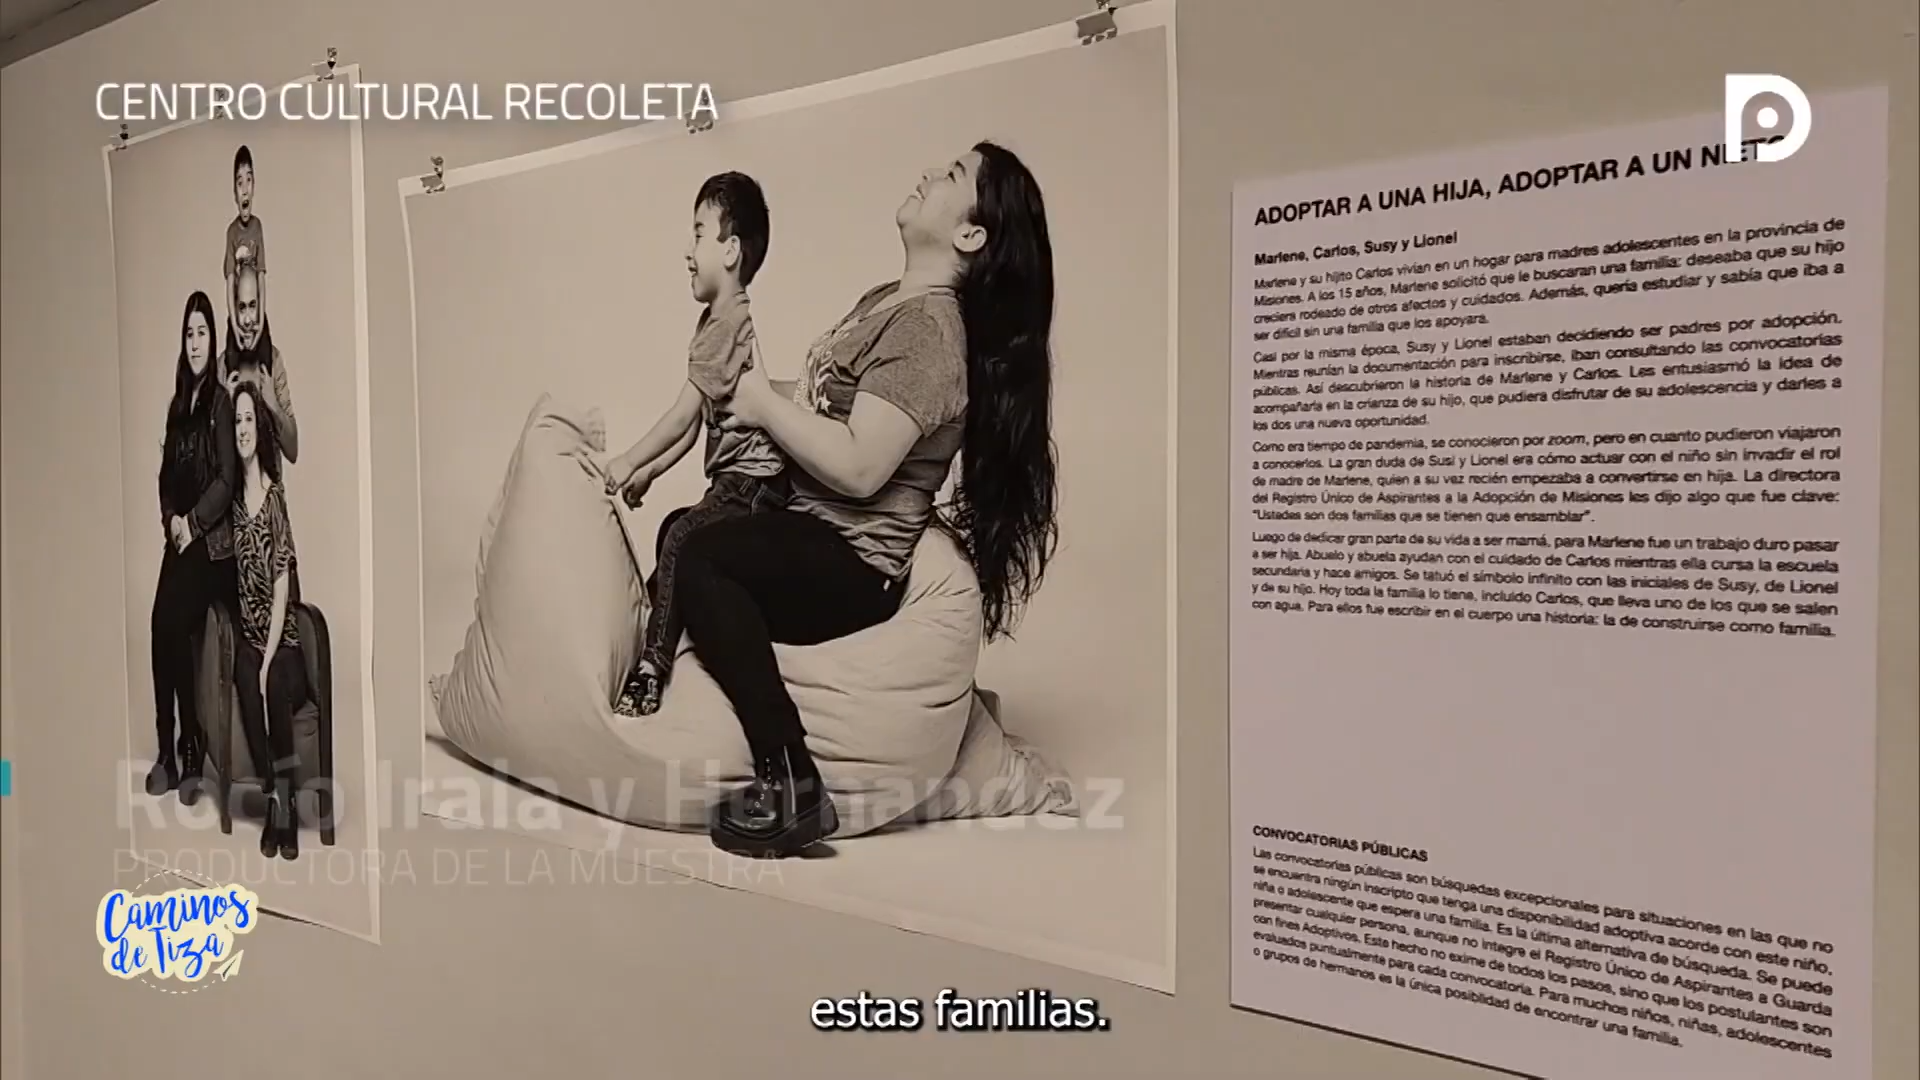 CENTRO CULTURAL RECOLETA
ADOPTAR A UNA HIJA, ADOPTAR A UN NIETO
Marlene, Carlos, Susy y Lionel
Marlene y su hijito Carlos vivían en un hogar para madres adolescentes en la provincia de
Misiones. A los 15 años, Marlene solicitó que le buscaran una familia: deseaba que su hijo
creciera rodeado de otros afectos y cuidados. Además, quería estudiar y sabía que iba a
ser difícil sin una familia que los apoyara.
Casi por la misma época, Susy y Lionel estaban decidiendo ser padres por adopción.
Mientras reunían la documentación para inscribirse, iban consultando las convocatorias
públicas. Así descubrieron la historia de Marlene y Carlos. Les entusiasmó la idea de
acompañarla en la crianza de su hijo, que pudiera disfrutar de su adolescencia y darles a
los dos una nueva oportunidad.
Como era tiempo de pandemia, se conocieron por zoom, pero en cuanto pudieron viajaron
a conocerlos. La gran duda de Susi y Lionel era cómo actuar con el niño sin invadir el rol
de madre de Marlene, quien a su vez recién empezaba a convertirse en hija. La directora
del Registro Único de Aspirantes a la Adopción de Misiones les dijo algo que fue clave:
"Ustedes son dos familias que se tienen que ensamblar".
Luego de dedicar gran parte de su vida a ser mamá, para Marlene fue un trabajo duro pasar
a ser hija. Abuelo y abuela ayudan con el cuidado de Carlos mientras ella cursa la escuela
secundaria y hace amigos. Se tatuó el símbolo infinito con las iniciales de Susy, de Lionel
y de su hijo. Hoy toda la familia lo tiene, incluido Carlos, que lleva uno de los que se salen
con agua. Para ellos fue escribir en el cuerpo una historia: la de construirse como familia.
CONVOCATORIAS PÚBLICAS
Las convocatorias públicas son búsquedas excepcionales para situaciones en las que no
se encuentra ningún inscripto que tenga una disponibilidad adoptiva acorde con este niño,
niña o adolescente que espera una familia. Es la última alternativa de búsqueda. Se puede
presentar cualquier persona, aunque no integre el Registro Único de Aspirantes a Guarda
con fines Adoptivos. Este hecho no exime de todos los pasos, sino que los postulantes son
evaluados puntualmente para cada convocatoria. Para muchos niños, niñas, adolescentes
o grupos de hermanos es la única posiblidad de encontrar una familia.
Rocío Irala y Hernandez
PRODUCTORA DE LA MUESTRA
Caminos
de Tiza
estas familias.